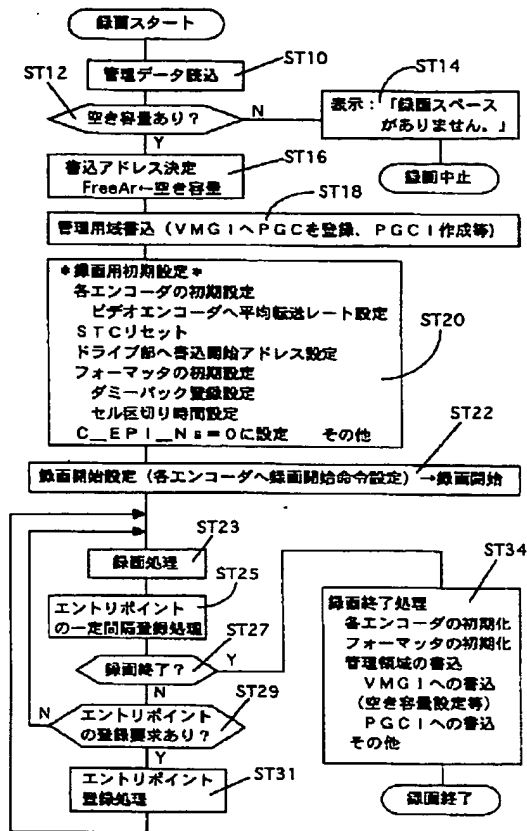 録画スタート
ST10
管理データ読込
ST12
空き容量あり?
N
Y
ST14
表示:「録画スペース
がありません。」
録画中止
ST16
書込アドレス決定
FreeAr←空き容量
ST18
管理用域書込(VMGIへPGCを登録、PGCI作成等)
*録画用初期設定*
各エンコーダの初期設定
ビデオエンコーダへ平均転送レート設定
STCリセット
ドライブ部へ書込開始アドレス設定
フォーマッタの初期設定
ダミーパック登録設定
セル区切り時間設定
C_EPI_Ns=0に設定 その他
ST20
ST22
録画開始設定(各エンコーダへ録画開始命令設定)→録画開始
ST23
録画処理
ST25
エントリポイント
の一定間隔登録処理
ST27
録画終了?
Y
N
ST29
エントリポイント
の登録要求あり?
N
Y
ST31
エントリポイント
登録処理
ST34
録画終了処理
各エンコーダの初期化
フォーマッタの初期化
管理領域の書込
VMGIへの書込
(空き容量設定等)
PGCIへの書込
その他
録画終了